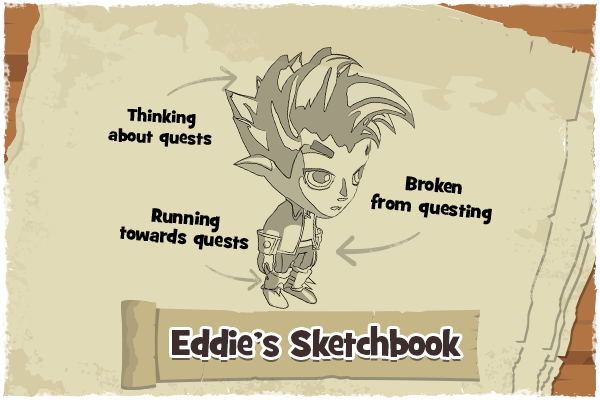 Thinking
about quests
Broken
from questing
Running
towards quests
Eddie's Sketchbook